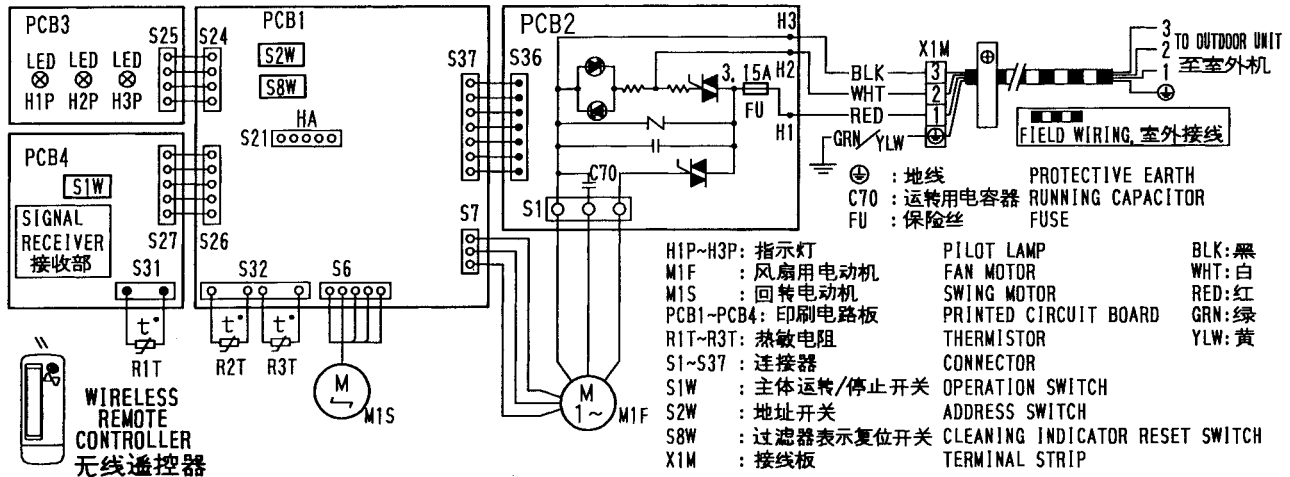 PCB3
LED LED LED
H1P H2P H3P
S25
S24
PCB1
S2W
S8W
HA
S21
S37
S36
PCB2
H3
H2
3.15A
FU
H1
C70
S1
BLK
WHT
RED
GRN/YLW
X1M
3
2
1
3
2
1
TO OUTDOOR UNIT
至室外机
FIELD WIRING, 室外接线
PCB4
S1W
SIGNAL
RECEIVER
接收部
S27
S26
S31
S32
S6
S7
t°
t°
t°
R1T
R2T
R3T
M
M1S
M
1~
M1F
WIRELESS
REMOTE
CONTROLLER
无线遥控器
: 地线 PROTECTIVE EARTH
C70 : 运转用电容器 RUNNING CAPACITOR
FU : 保险丝 FUSE
H1P~H3P: 指示灯 PILOT LAMP BLK:黑
M1F : 风扇用电动机 FAN MOTOR WHT:白
M1S : 回转电动机 SWING MOTOR RED:红
PCB1~PCB4: 印刷电路板 PRINTED CIRCUIT BOARD GRN:绿
R1T~R3T: 热敏电阻 THERMISTOR YLW:黄
S1~S37 : 连接器 CONNECTOR
S1W : 主体运转/停止开关 OPERATION SWITCH
S2W : 地址开关 ADDRESS SWITCH
S8W : 过滤器表示复位开关 CLEANING INDICATOR RESET SWITCH
X1M : 接线板 TERMINAL STRIP